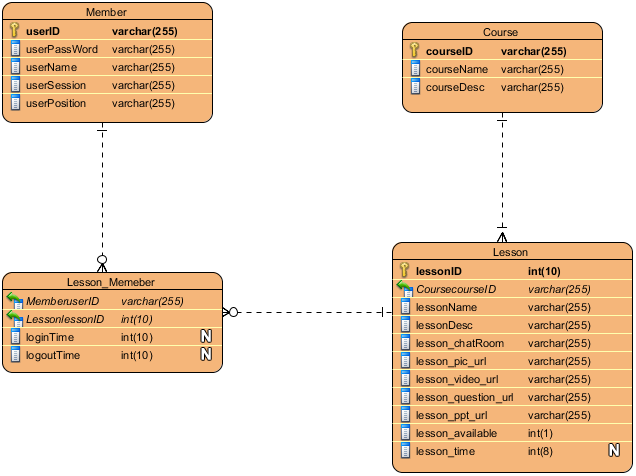 Member
userID varchar(255)
userPassWord varchar(255)
userName varchar(255)
userSession varchar(255)
userPosition varchar(255)
Course
courseID varchar(255)
courseName varchar(255)
courseDesc varchar(255)
Lesson_Memeber
MemberuserID varchar(255)
LessonlessonID int(10)
loginTime int(10) N
logoutTime int(10) N
Lesson
lessonID int(10)
CoursecourseID varchar(255)
lessonName varchar(255)
lessonDesc varchar(255)
lesson_chatRoom varchar(255)
lesson_pic_url varchar(255)
lesson_video_url varchar(255)
lesson_question_url varchar(255)
lesson_ppt_url varchar(255)
lesson_available int(1)
lesson_time int(8) N